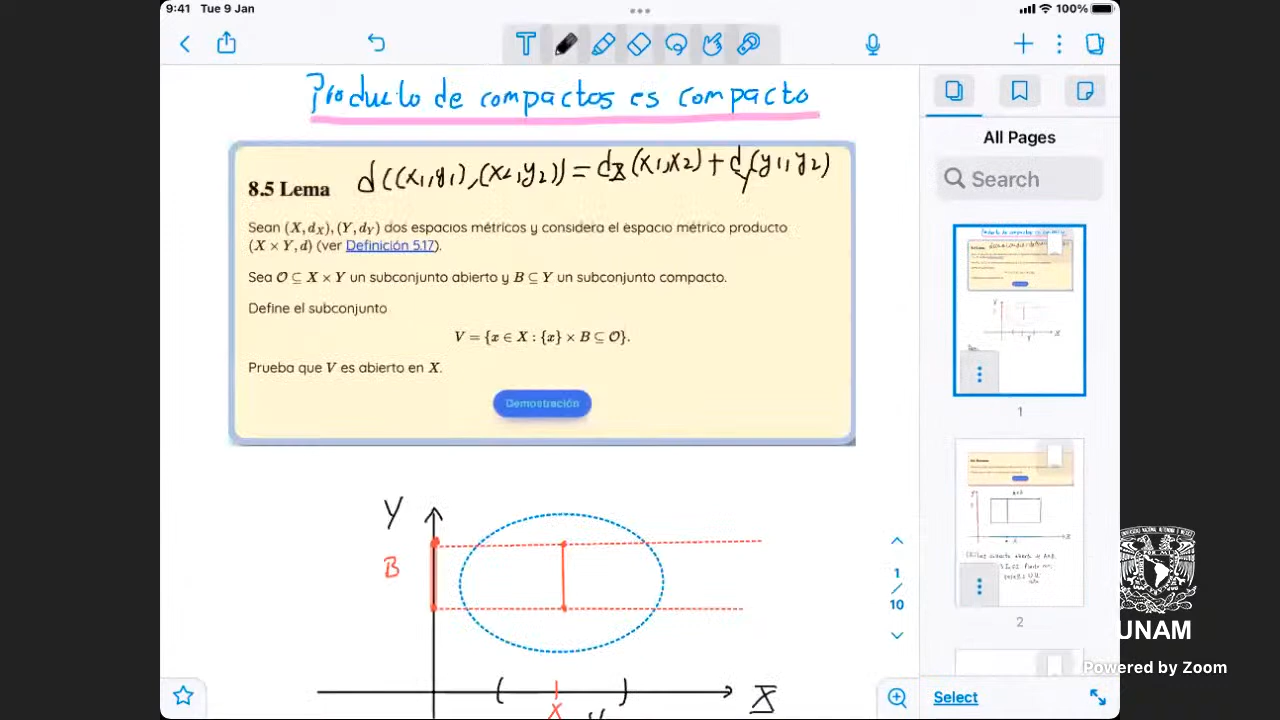 9:41 Tue 9 Jan
100%
Producto de compactos es compacto
8.5 Lema
d((x₁,y₁),(x₂,y₂)) = dX(x₁,x₂) + dY(y₁,y₂)
Sean (X, dX), (Y, dY) dos espacios métricos y considera el espacio métrico producto
(X × Y, d) (ver Definición 5.17).
Sea O ⊆ X × Y un subconjunto abierto y B ⊆ Y un subconjunto compacto.
Define el subconjunto
V = {x ∈ X : {x} × B ⊆ O}.
Prueba que V es abierto en X.
Demostración
Y
B
X
x
All Pages
Search
1
2
1
/
10
Select
UNAM
Powered by Zoom